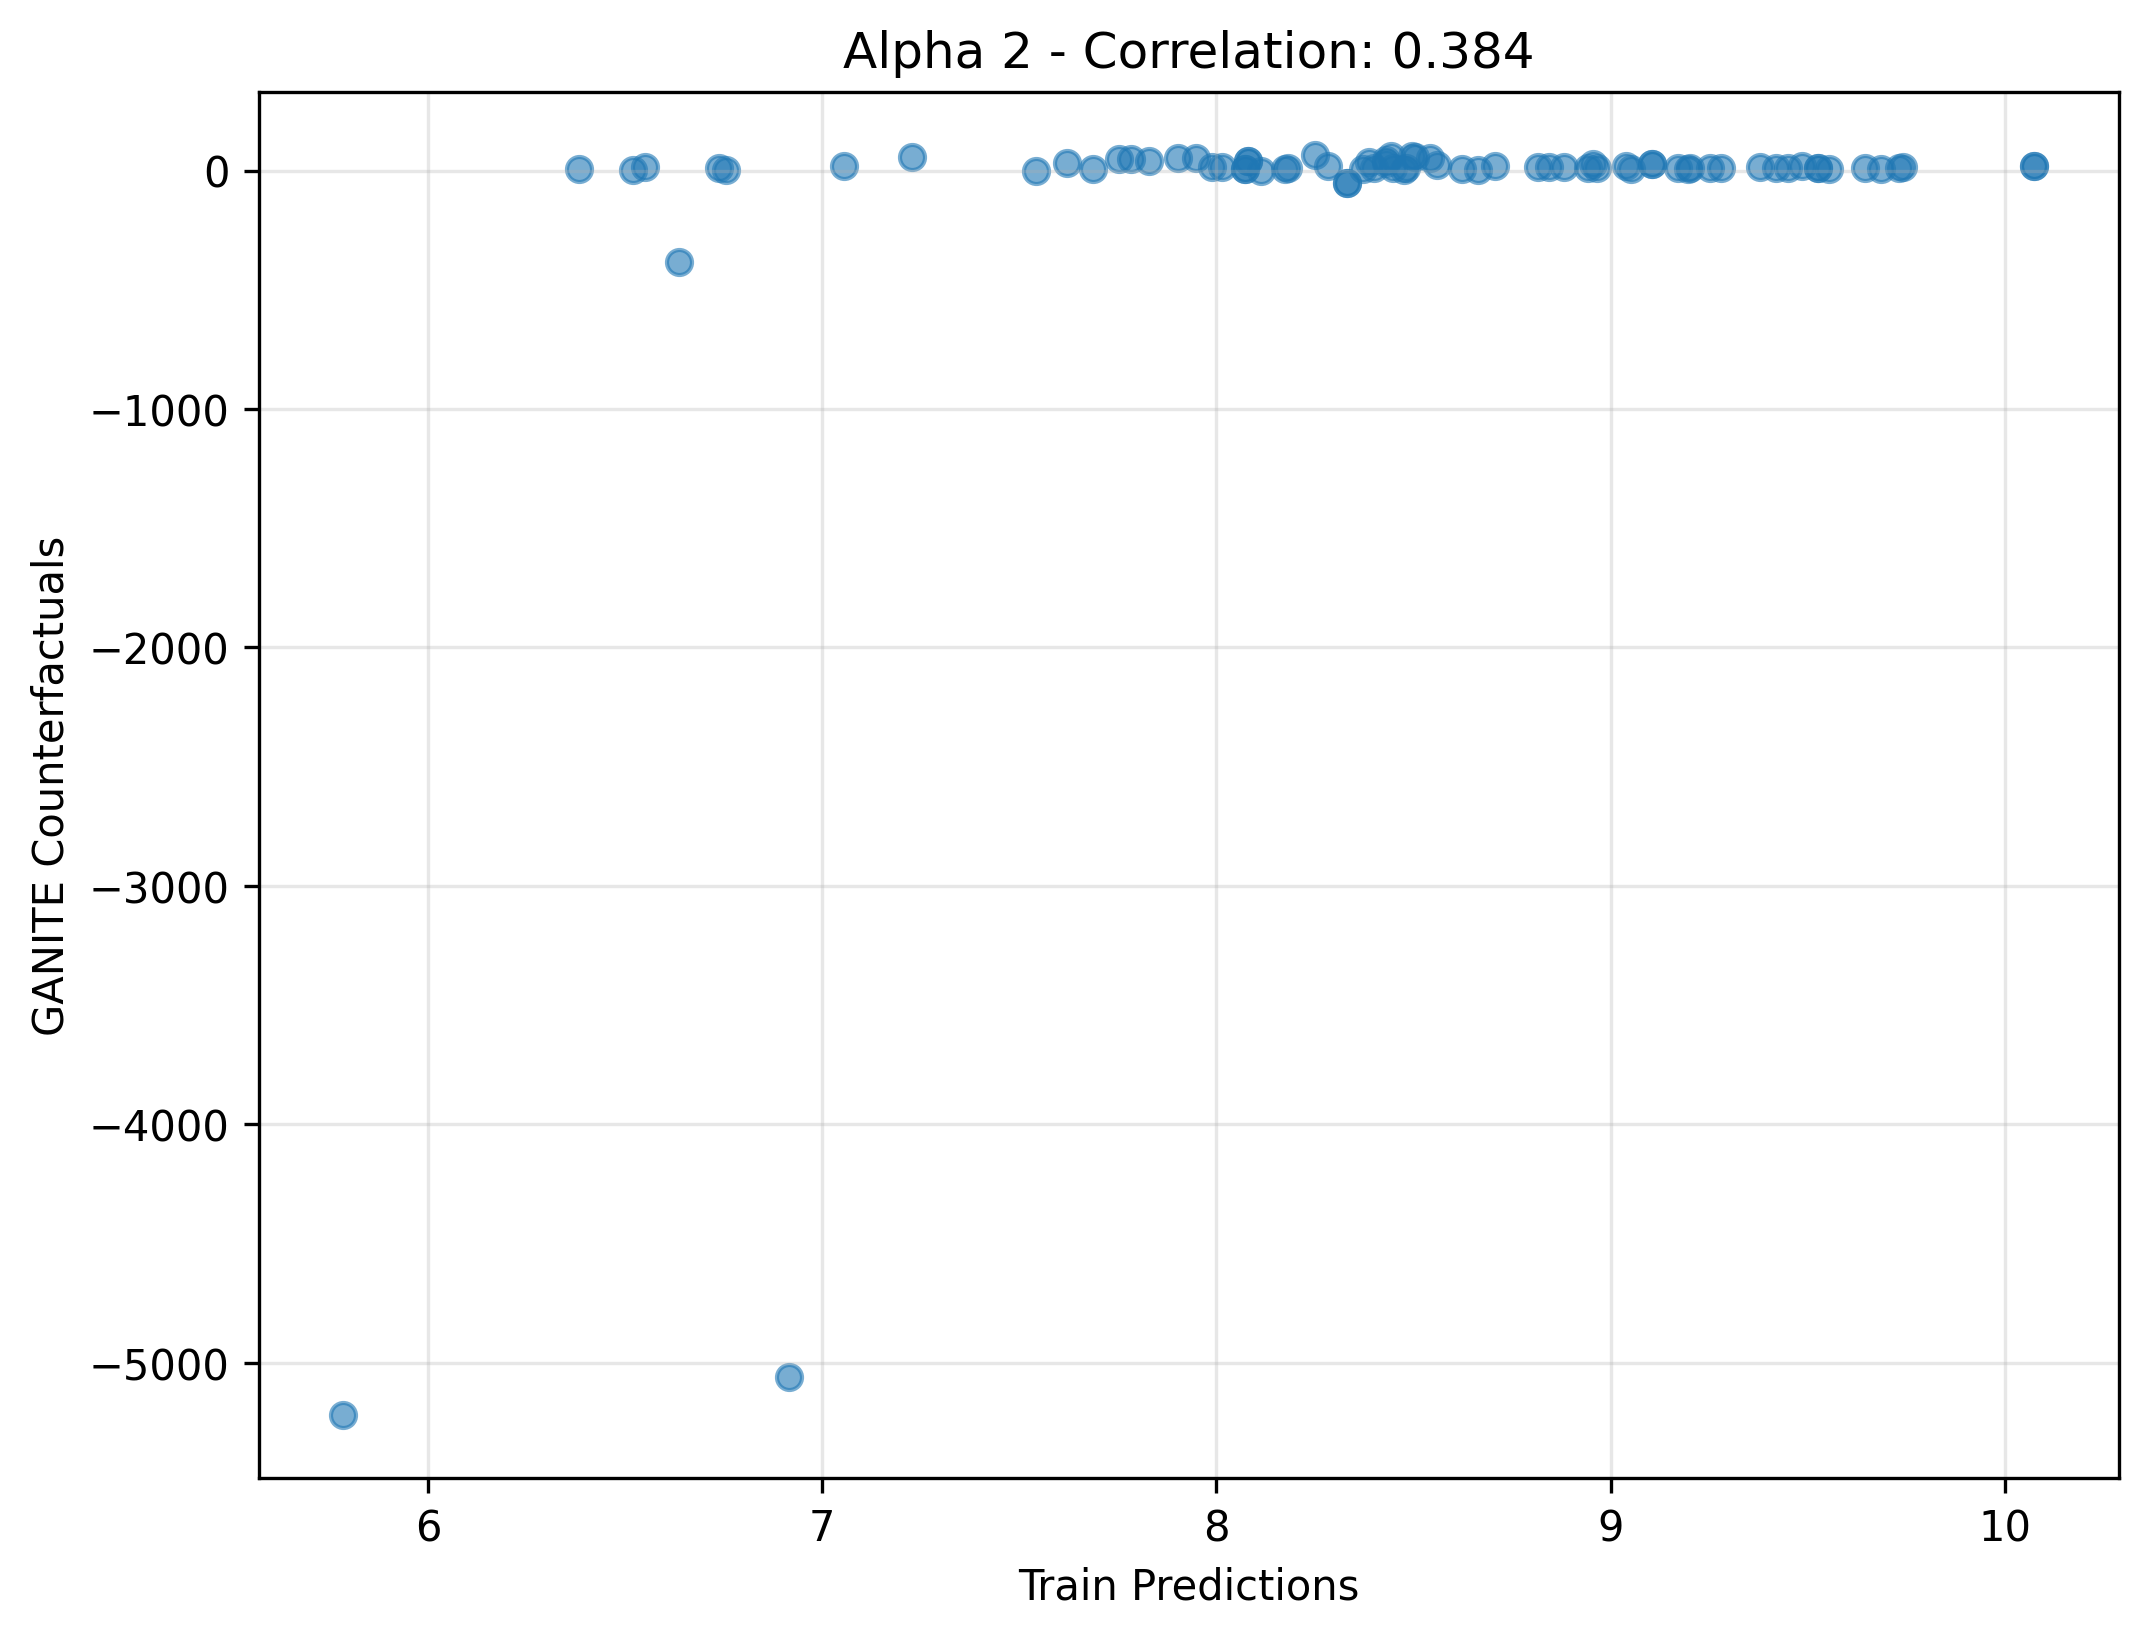 Alpha 2 - Correlation: 0.384
0
−1000
−2000
−3000
−4000
−5000
GANITE Counterfactuals
6 7 8 9 10
Train Predictions